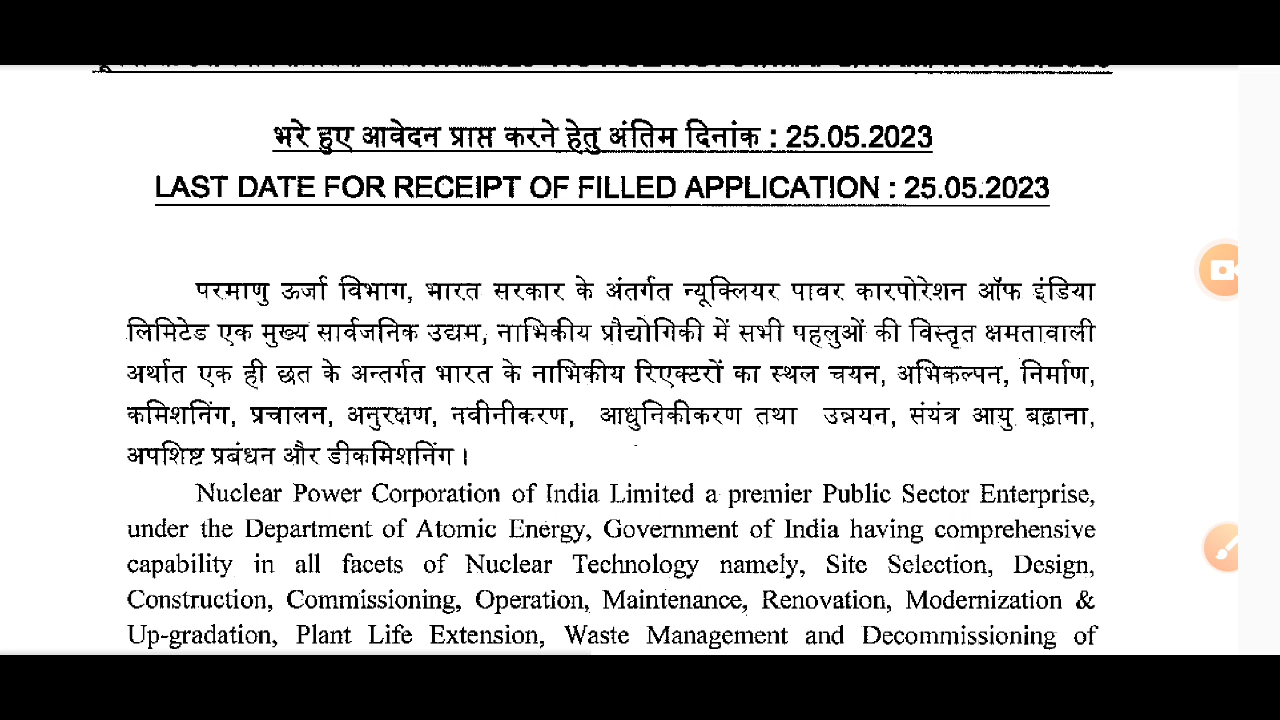 भरे हुए आवेदन प्राप्त करने हेतु अंतिम दिनांक : 25.05.2023
LAST DATE FOR RECEIPT OF FILLED APPLICATION : 25.05.2023
परमाणु ऊर्जा विभाग, भारत सरकार के अंतर्गत न्यूक्लियर पावर कारपोरेशन ऑफ इंडिया
लिमिटेड एक मुख्य सार्वजनिक उद्यम, नाभिकीय प्रौद्योगिकी में सभी पहलुओं की विस्तृत क्षमतावाली
अर्थात एक ही छत के अन्तर्गत भारत के नाभिकीय रिएक्टरों का स्थल चयन, अभिकल्पन, निर्माण,
कमिशनिंग, प्रचालन, अनुरक्षण, नवीनीकरण, आधुनिकीकरण तथा उन्नयन, संयंत्र आयु बढ़ाना,
अपशिष्ट प्रबंधन और डीकमिशनिंग।
Nuclear Power Corporation of India Limited a premier Public Sector Enterprise,
under the Department of Atomic Energy, Government of India having comprehensive
capability in all facets of Nuclear Technology namely, Site Selection, Design,
Construction, Commissioning, Operation, Maintenance, Renovation, Modernization &
Up-gradation, Plant Life Extension, Waste Management and Decommissioning of